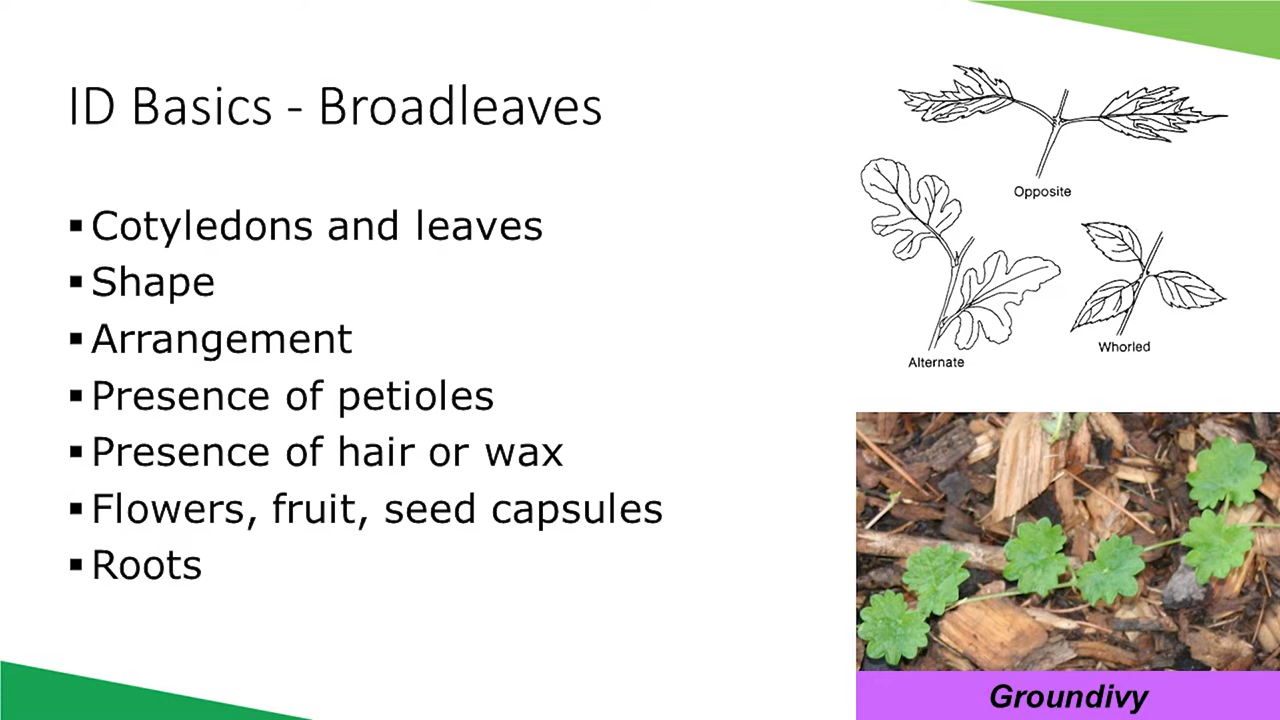 ID Basics - Broadleaves
▪Cotyledons and leaves
▪Shape
▪Arrangement
▪Presence of petioles
▪Presence of hair or wax
▪Flowers, fruit, seed capsules
▪Roots
Opposite
Alternate
Whorled
Groundivy